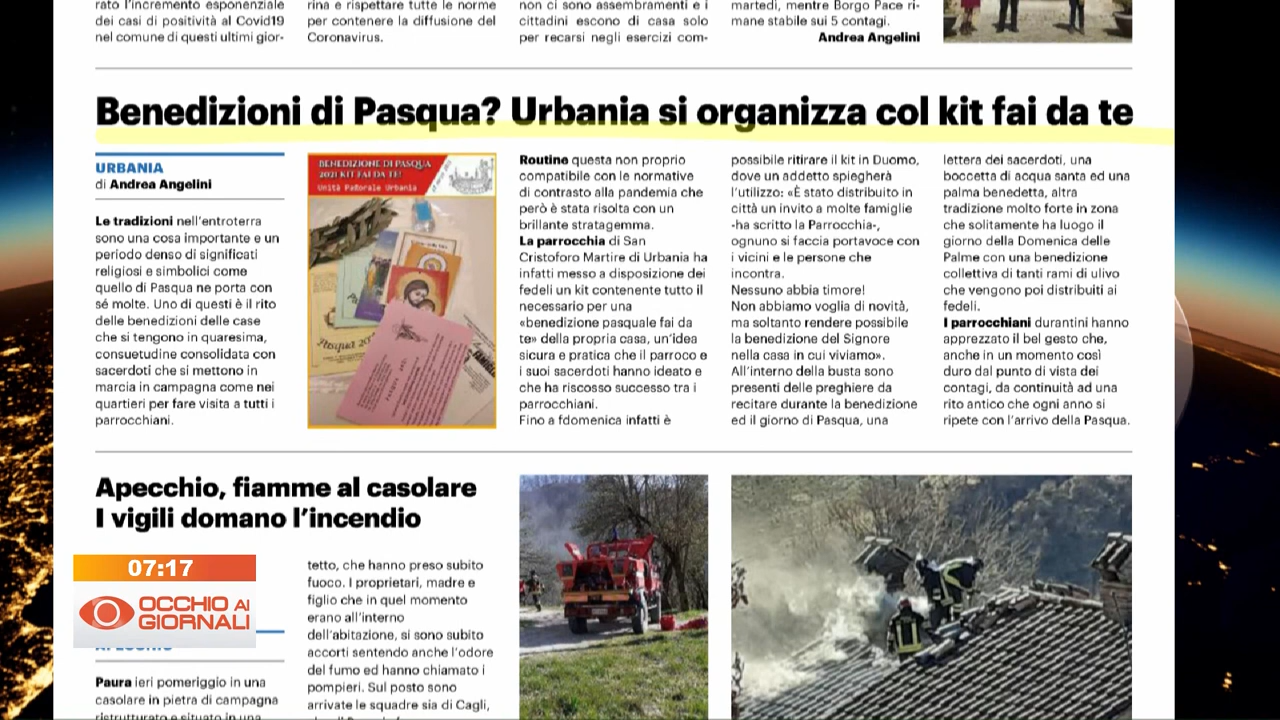 rato l'incremento esponenziale
dei casi di positività al Covid19
nel comune di questi ultimi gior-
rina e rispettare tutte le norme
per contenere la diffusione del
Coronavirus.
non ci sono assembramenti e i
cittadini escono di casa solo
per recarsi negli esercizi com-
martedì, mentre Borgo Pace ri-
mane stabile sui 5 contagi.
Andrea Angelini
Benedizioni di Pasqua? Urbania si organizza col kit fai da te
URBANIA
di Andrea Angelini
Le tradizioni nell'entroterra
sono una cosa importante e un
periodo denso di significati
religiosi e simbolici come
quello di Pasqua ne porta con
sé molte. Uno di questi è il rito
delle benedizioni delle case
che si tengono in quaresima,
consuetudine consolidata con
sacerdoti che si mettono in
marcia in campagna come nei
quartieri per fare visita a tutti i
parrocchiani.
BENEDIZIONE DI PASQUA
2021 KIT FAI DA TE!
Unità Pastorale Urbania
Pasqua 20
Routine questa non proprio
compatibile con le normative
di contrasto alla pandemia che
però è stata risolta con un
brillante stratagemma.
La parrocchia di San
Cristoforo Martire di Urbania ha
infatti messo a disposizione dei
fedeli un kit contenente tutto il
necessario per una
«benedizione pasquale fai da
te» della propria casa, un'idea
sicura e pratica che il parroco e
i suoi sacerdoti hanno ideato e
che ha riscosso successo tra i
parrocchiani.
Fino a fdomenica infatti è
possibile ritirare il kit in Duomo,
dove un addetto spiegherà
l'utilizzo: «È stato distribuito in
città un invito a molte famiglie
-ha scritto la Parrocchia-,
ognuno si faccia portavoce con
i vicini e le persone che
incontra.
Nessuno abbia timore!
Non abbiamo voglia di novità,
ma soltanto rendere possibile
la benedizione del Signore
nella casa in cui viviamo».
All'interno della busta sono
presenti delle preghiere da
recitare durante la benedizione
ed il giorno di Pasqua, una
lettera dei sacerdoti, una
boccetta di acqua santa ed una
palma benedetta, altra
tradizione molto forte in zona
che solitamente ha luogo il
giorno della Domenica delle
Palme con una benedizione
collettiva di tanti rami di ulivo
che vengono poi distribuiti ai
fedeli.
I parrocchiani durantini hanno
apprezzato il bel gesto che,
anche in un momento così
duro dal punto di vista dei
contagi, da continuità ad una
rito antico che ogni anno si
ripete con l'arrivo della Pasqua.
Apecchio, fiamme al casolare
I vigili domano l'incendio
07:17
OCCHIO AI
GIORNALI
Paura ieri pomeriggio in una
casolare in pietra di campagna
ristrutturato e situato in una
tetto, che hanno preso subito
fuoco. I proprietari, madre e
figlio che in quel momento
erano all'interno
dell'abitazione, si sono subito
accorti sentendo anche l'odore
del fumo ed hanno chiamato i
pompieri. Sul posto sono
arrivate le squadre sia di Cagli,